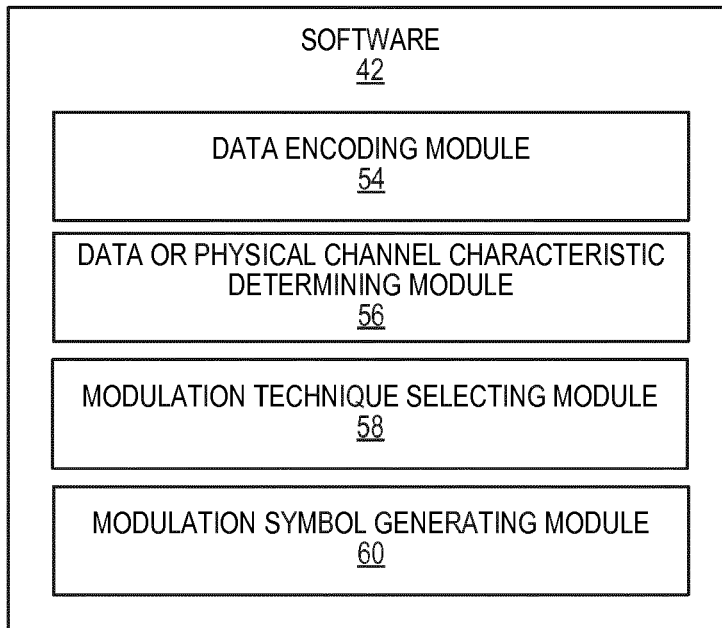 SOFTWARE
42
DATA ENCODING MODULE
54
DATA OR PHYSICAL CHANNEL CHARACTERISTIC
DETERMINING MODULE
56
MODULATION TECHNIQUE SELECTING MODULE
58
MODULATION SYMBOL GENERATING MODULE
60